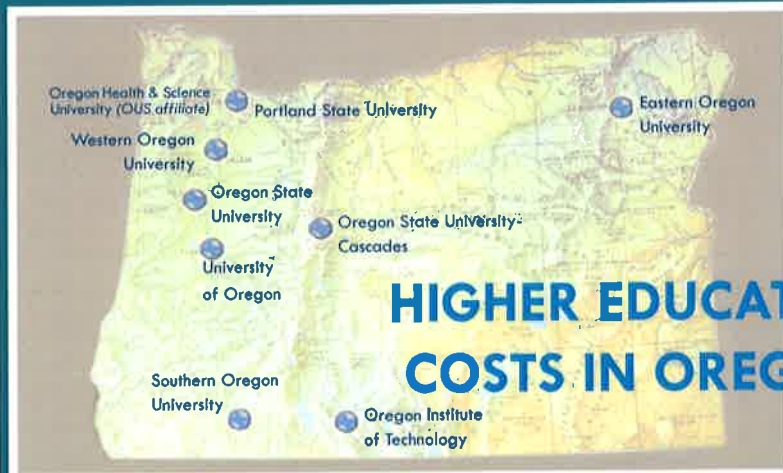 Oregon Health & Science
University (OUS affiliate)
Portland State University
Eastern Oregon
University
Western Oregon
University
Oregon State
University
Oregon State University-
Cascades
University
of Oregon
HIGHER EDUCAT
COSTS IN OREG
Southern Oregon
University
Oregon Institute
of Technology